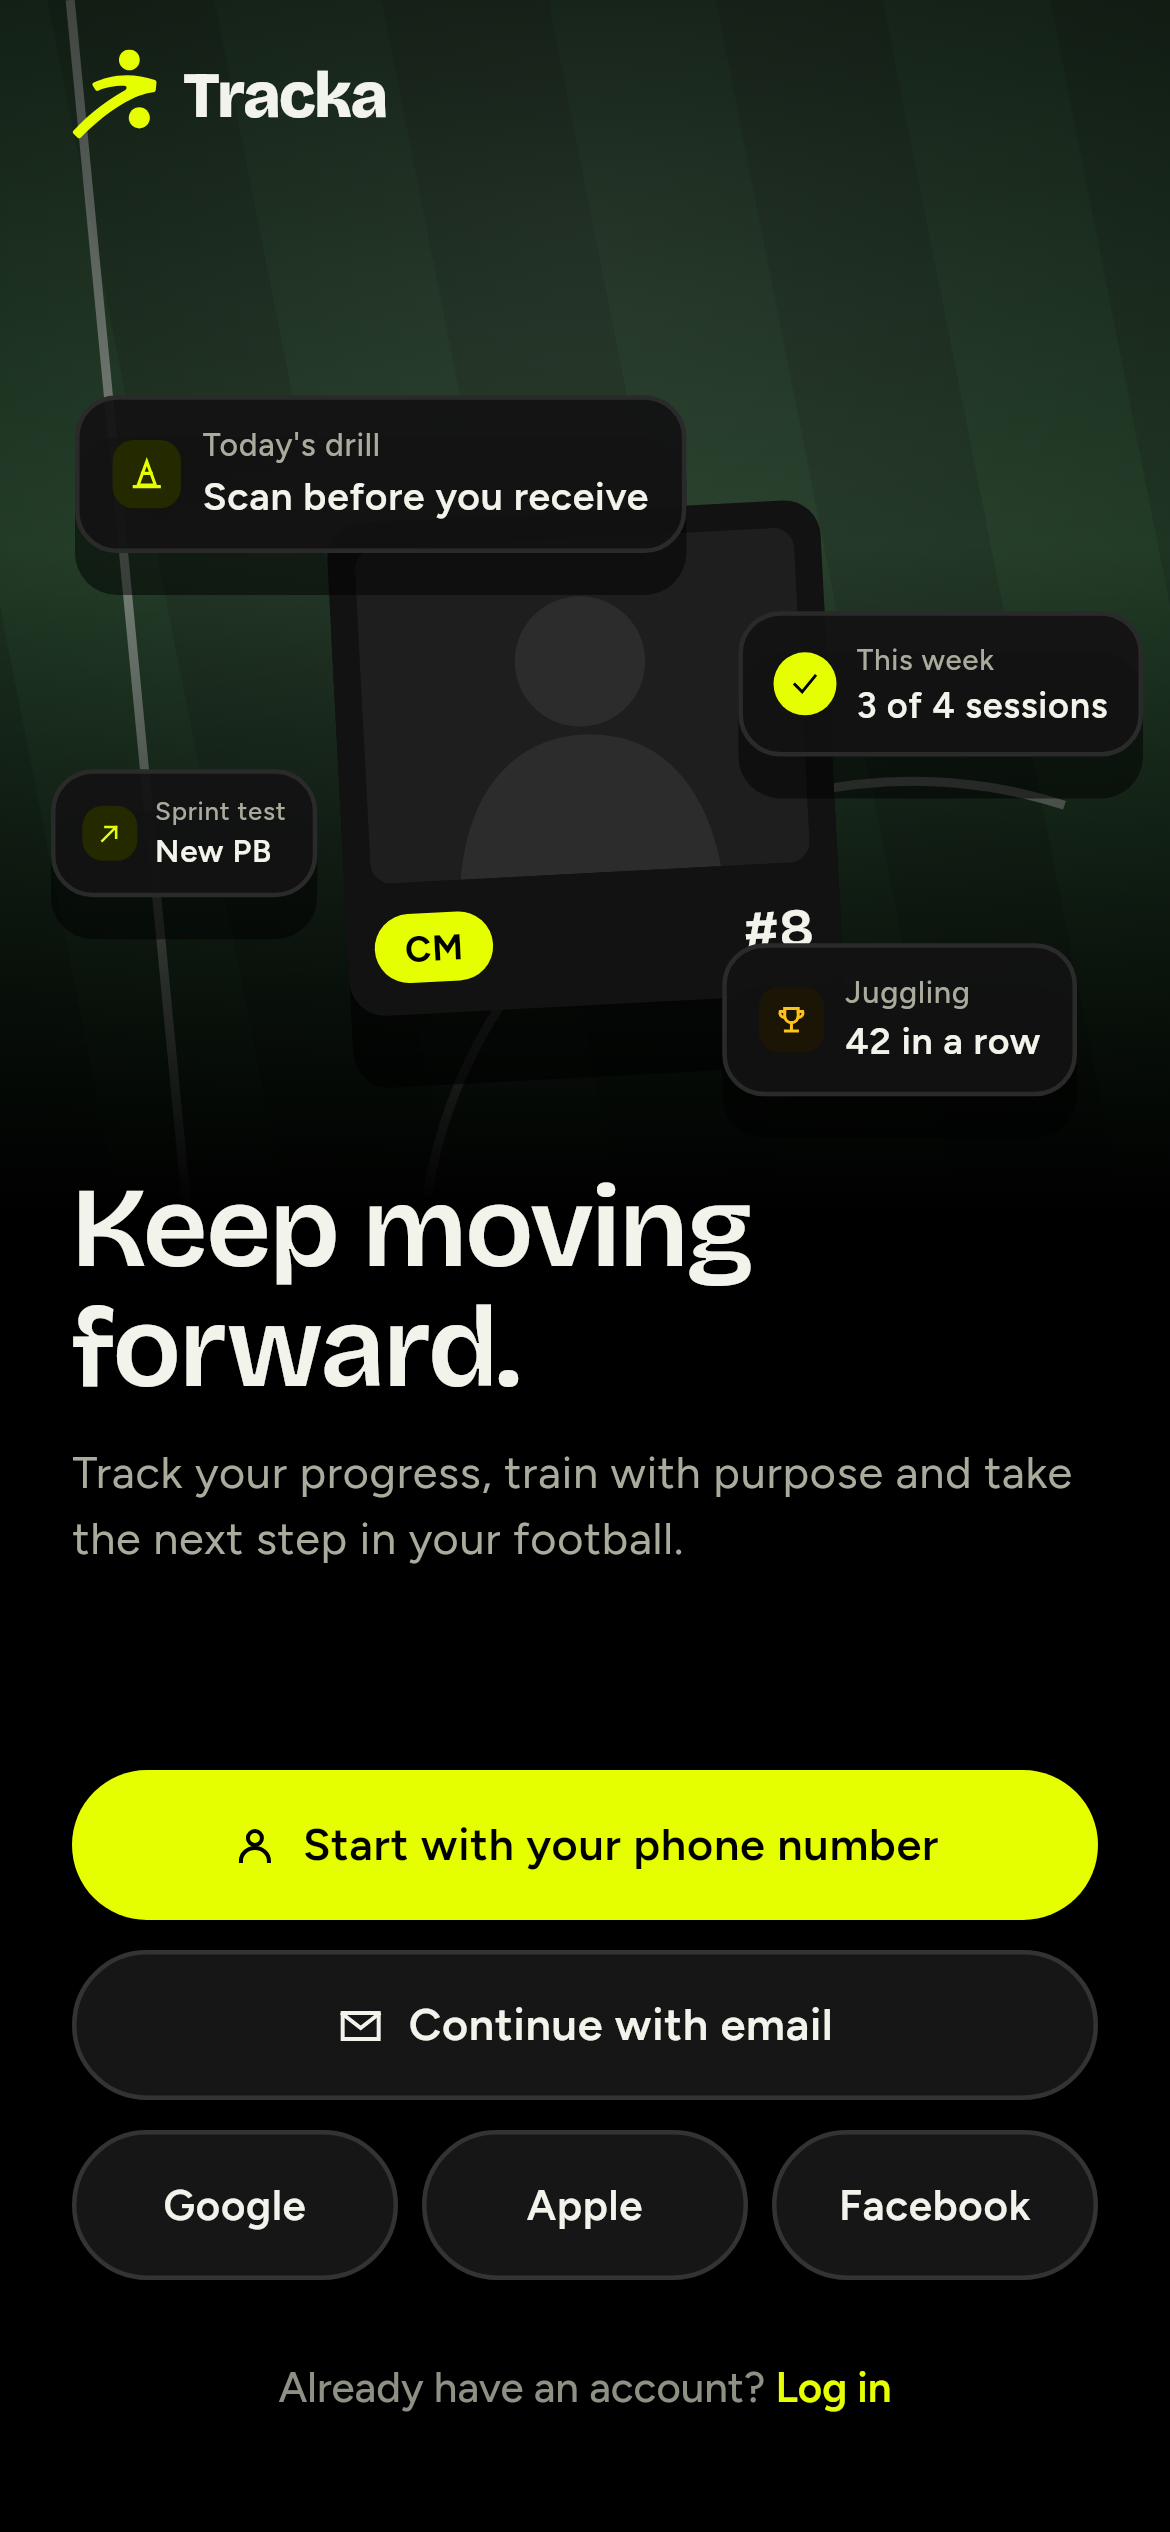 Tracka
Today's drill
Scan before you receive
This week
3 of 4 sessions
Sprint test
New PB
CM
#8
Juggling
42 in a row
Keep moving
forward.
Track your progress, train with purpose and take
the next step in your football.
Start with your phone number
Continue with email
Google
Apple
Facebook
Already have an account? Log in